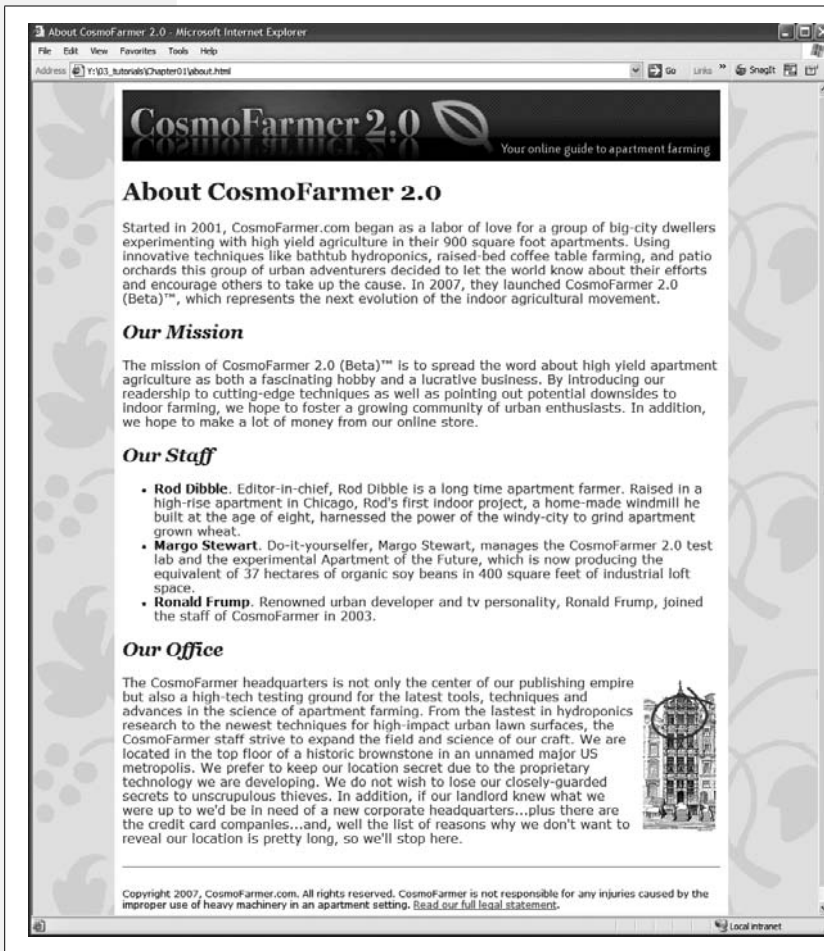 About CosmoFarmer 2.0 - Microsoft Internet Explorer
File Edit View Favorites Tools Help
Address Y:\03_tutorials\Chapter01\about.html Go Links » SnagIt
CosmoFarmer 2.0
Your online guide to apartment farming
About CosmoFarmer 2.0
Started in 2001, CosmoFarmer.com began as a labor of love for a group of big-city dwellers
experimenting with high yield agriculture in their 900 square foot apartments. Using
innovative techniques like bathtub hydroponics, raised-bed coffee table farming, and patio
orchards this group of urban adventurers decided to let the world know about their efforts
and encourage others to take up the cause. In 2007, they launched CosmoFarmer 2.0
(Beta)™, which represents the next evolution of the indoor agricultural movement.
Our Mission
The mission of CosmoFarmer 2.0 (Beta)™ is to spread the word about high yield apartment
agriculture as both a fascinating hobby and a lucrative business. By introducing our
readership to cutting-edge techniques as well as pointing out potential downsides to
indoor farming, we hope to foster a growing community of urban enthusiasts. In addition,
we hope to make a lot of money from our online store.
Our Staff
• Rod Dibble. Editor-in-chief, Rod Dibble is a long time apartment farmer. Raised in a
high-rise apartment in Chicago, Rod's first indoor project, a home-made windmill he
built at the age of eight, harnessed the power of the windy-city to grind apartment
grown wheat.
• Margo Stewart. Do-it-yourselfer, Margo Stewart, manages the CosmoFarmer 2.0 test
lab and the experimental Apartment of the Future, which is now producing the
equivalent of 37 hectares of organic soy beans in 400 square feet of industrial loft
space.
• Ronald Frump. Renowned urban developer and tv personality, Ronald Frump, joined
the staff of CosmoFarmer in 2003.
Our Office
The CosmoFarmer headquarters is not only the center of our publishing empire
but also a high-tech testing ground for the latest tools, techniques and
advances in the science of apartment farming. From the lastest in hydroponics
research to the newest techniques for high-impact urban lawn surfaces, the
CosmoFarmer staff strive to expand the field and science of our craft. We are
located in the top floor of a historic brownstone in an unnamed major US
metropolis. We prefer to keep our location secret due to the proprietary
technology we are developing. We do not wish to lose our closely-guarded
secrets to unscrupulous thieves. In addition, if our landlord knew what we
were up to we'd be in need of a new corporate headquarters...plus there are
the credit card companies...and, well the list of reasons why we don't want to
reveal our location is pretty long, so we'll stop here.
Copyright 2007, CosmoFarmer.com. All rights reserved. CosmoFarmer is not responsible for any injuries caused by the
improper use of heavy machinery in an apartment setting. Read our full legal statement.
Local intranet